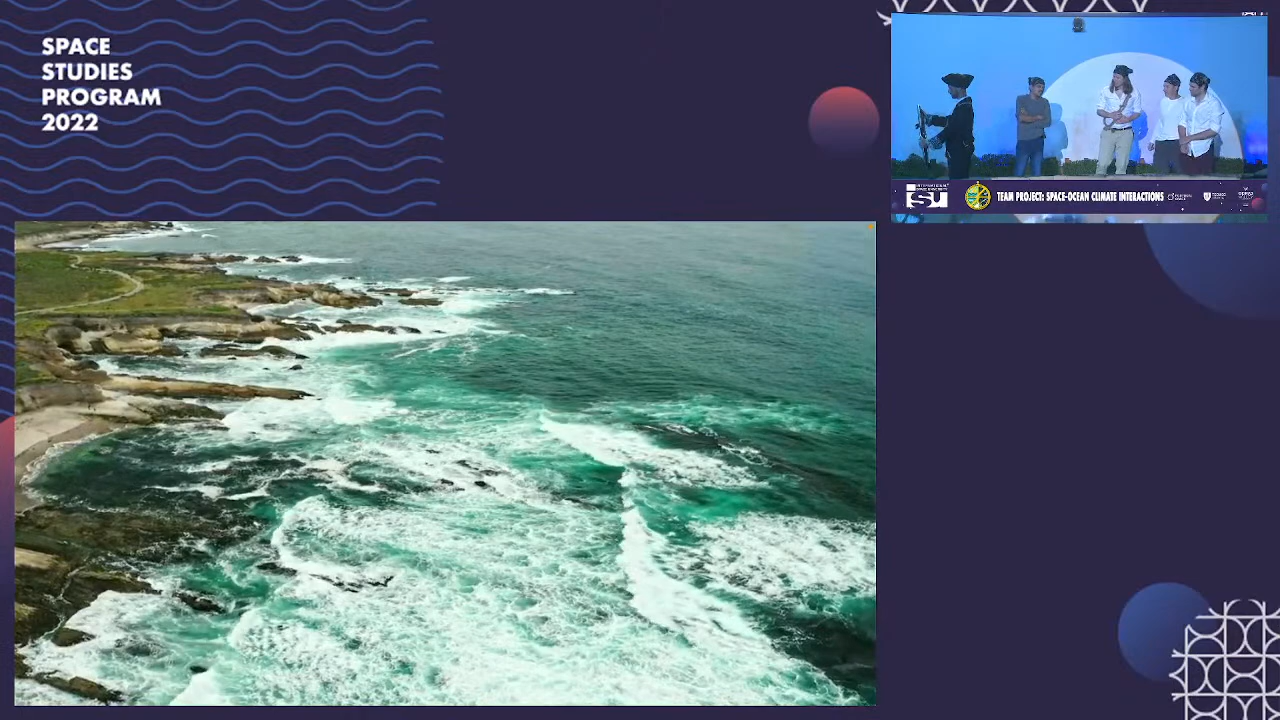 SPACE
STUDIES
PROGRAM
2022
isu
TEAM PROJECT: SPACE-OCEAN CLIMATE INTERACTIONS